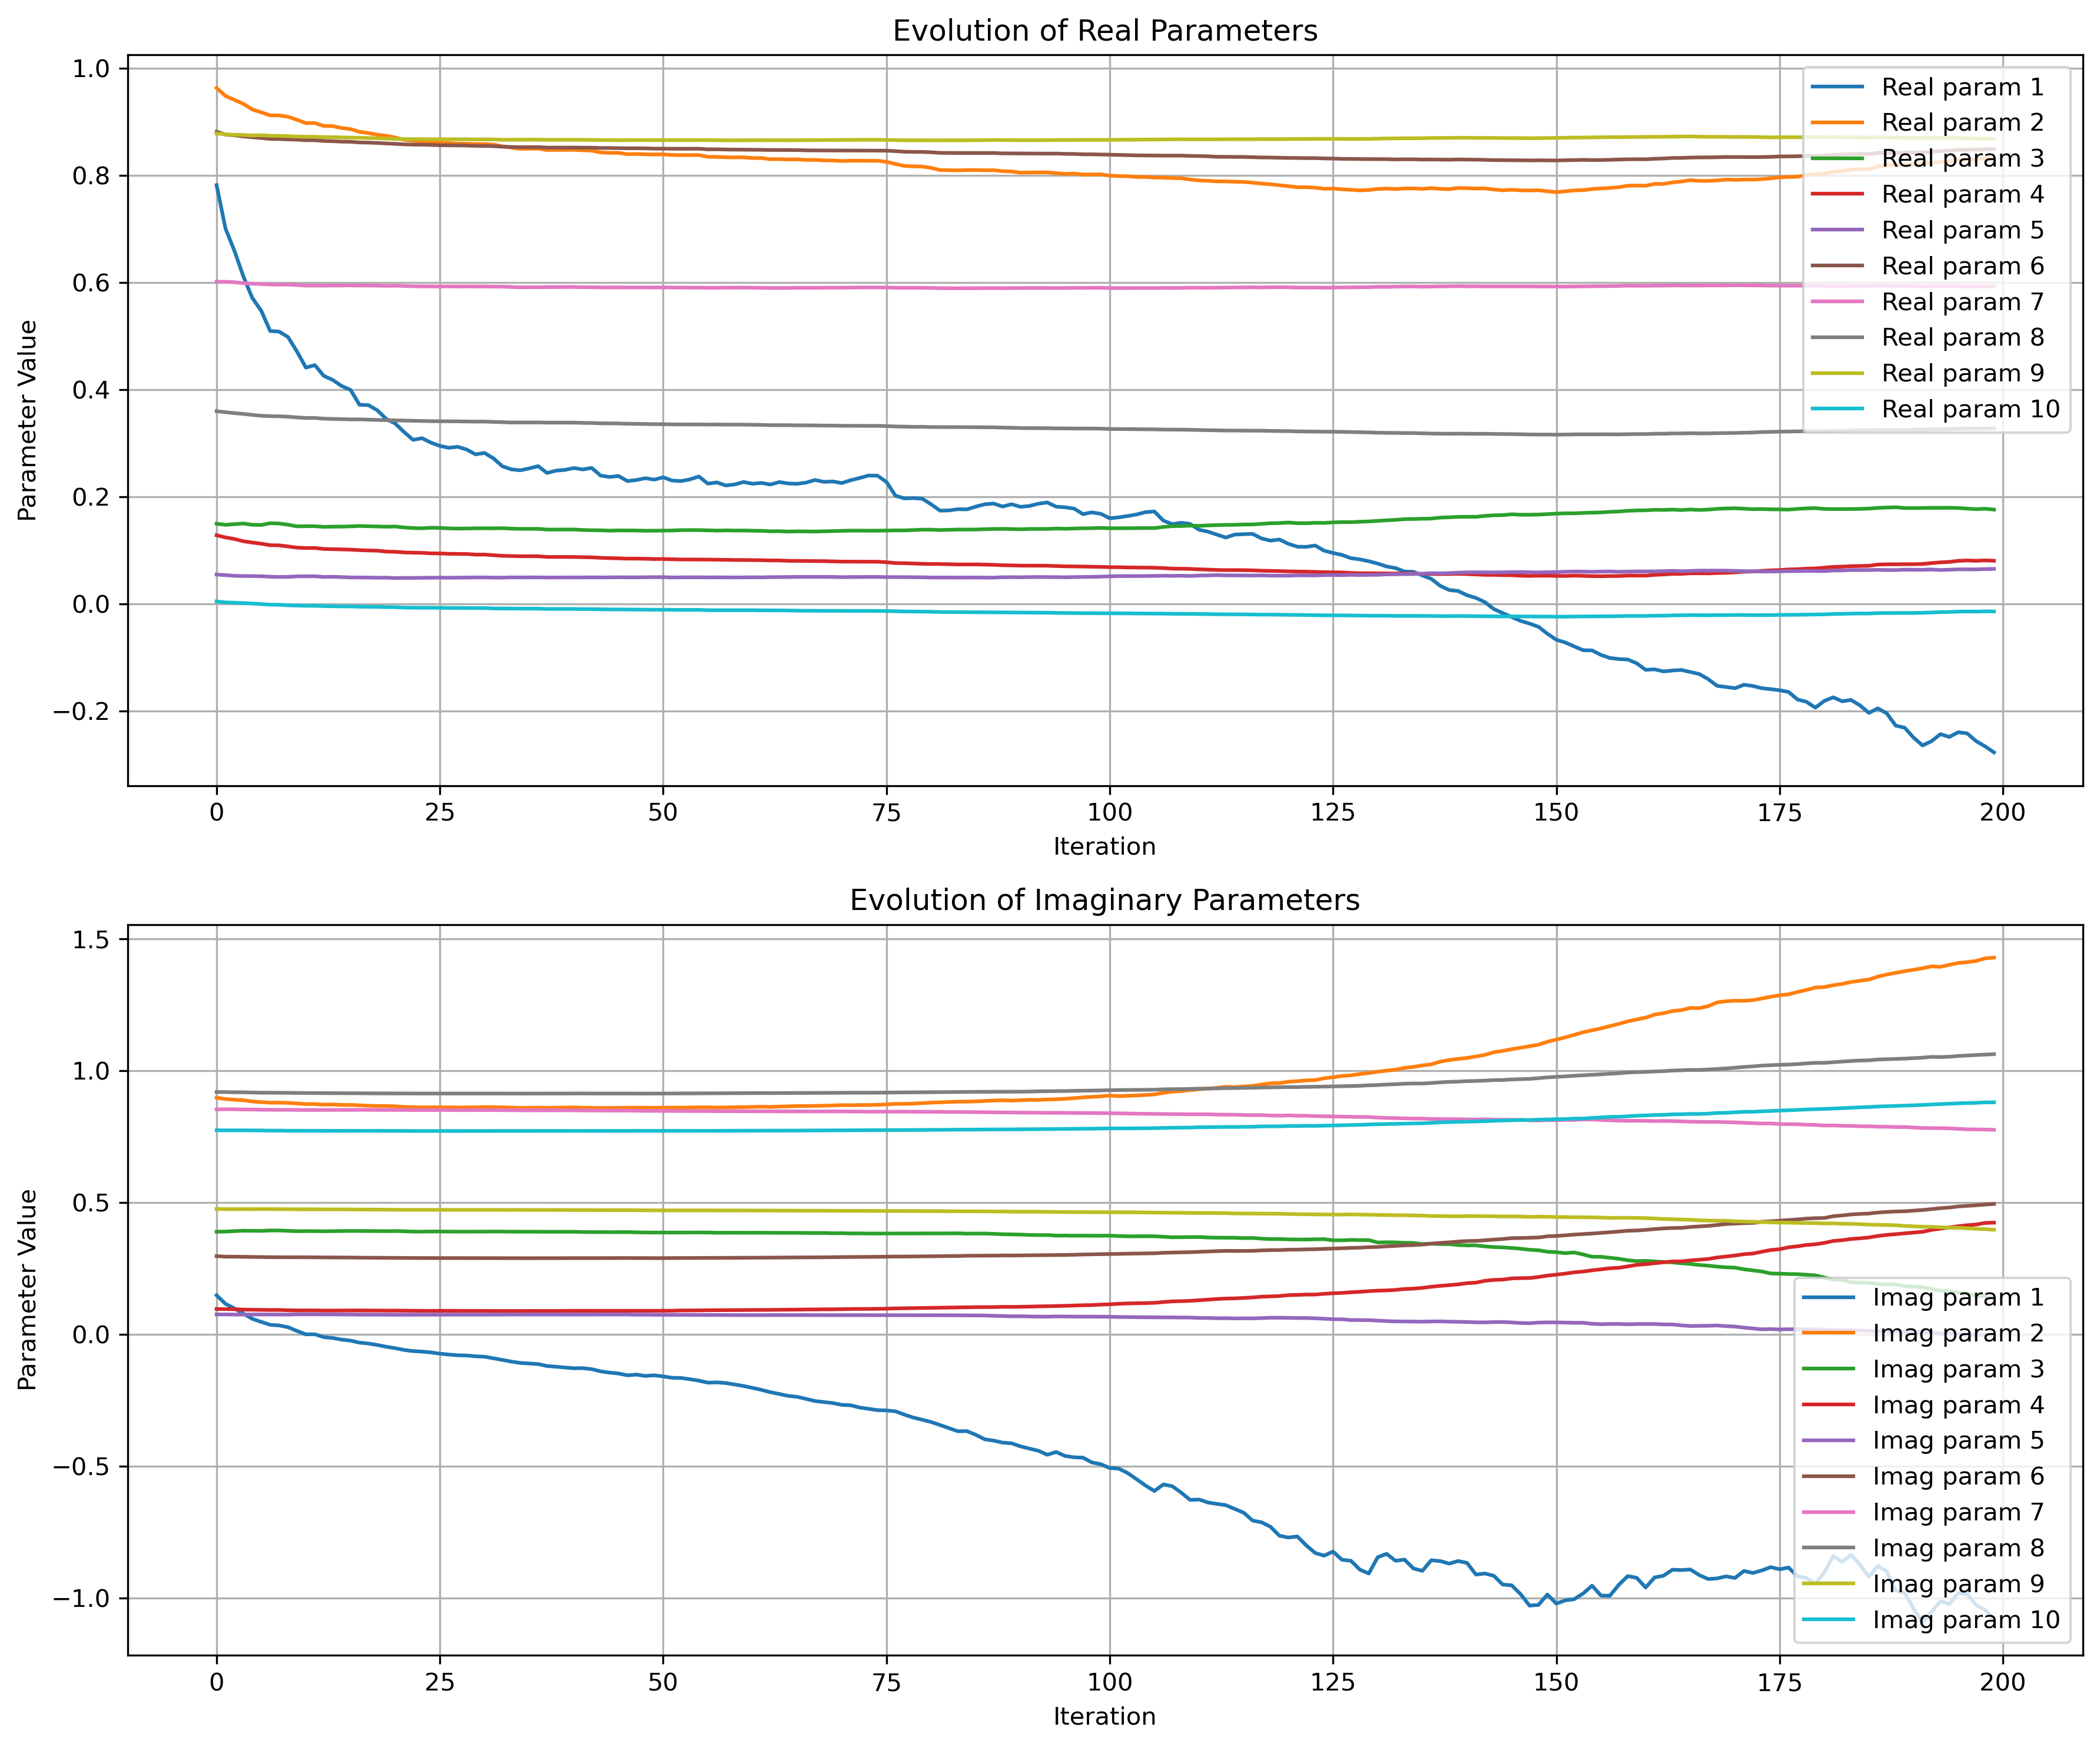 Evolution of Real Parameters
Parameter Value
1.0
0.8
0.6
0.4
0.2
0.0
−0.2
Real param 1
Real param 2
Real param 3
Real param 4
Real param 5
Real param 6
Real param 7
Real param 8
Real param 9
Real param 10
0 25 50 75 100 125 150 175 200
Iteration
Evolution of Imaginary Parameters
Parameter Value
1.5
1.0
0.5
0.0
−0.5
−1.0
Imag param 1
Imag param 2
Imag param 3
Imag param 4
Imag param 5
Imag param 6
Imag param 7
Imag param 8
Imag param 9
Imag param 10
0 25 50 75 100 125 150 175 200
Iteration